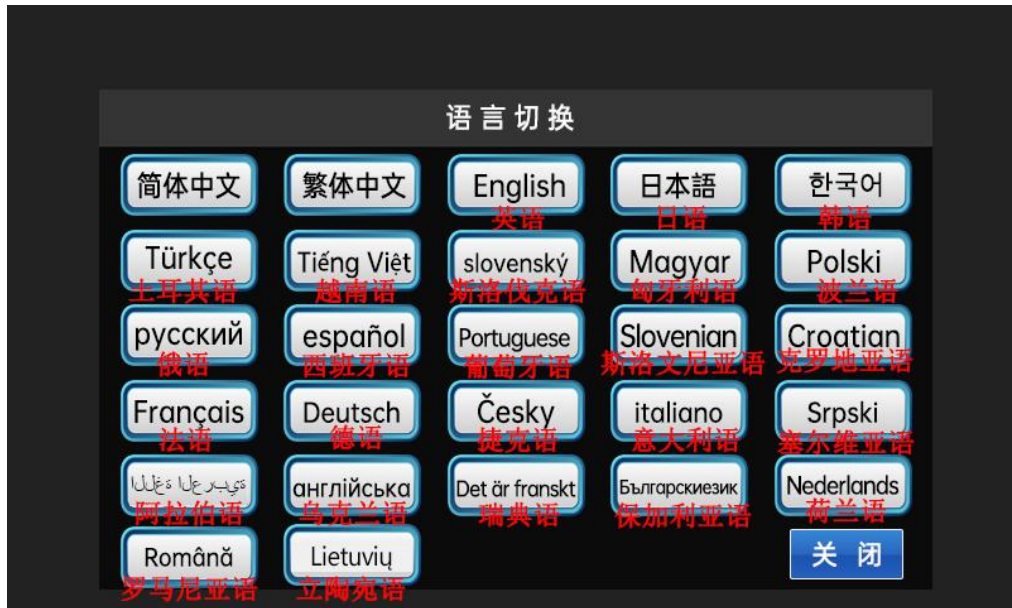 语言切换
简体中文 繁体中文 English 日本語 한국어
英语 日语 韩语
Türkçe Tiếng Việt slovenský Magyar Polski
土耳其语 越南语 斯洛伐克语 匈牙利语 波兰语
русский español Portuguese Slovenian Croatian
俄语 西班牙语 葡萄牙语 斯洛文尼亚语 克罗地亚语
Français Deutsch Česky italiano Srpski
法语 德语 捷克语 意大利语 塞尔维亚语
ةيبرعلا ةغللا англійська Det är franskt Българскиезик Nederlands
阿拉伯语 乌克兰语 瑞典语 保加利亚语 荷兰语
Română Lietuvių 关闭
罗马尼亚语 立陶宛语